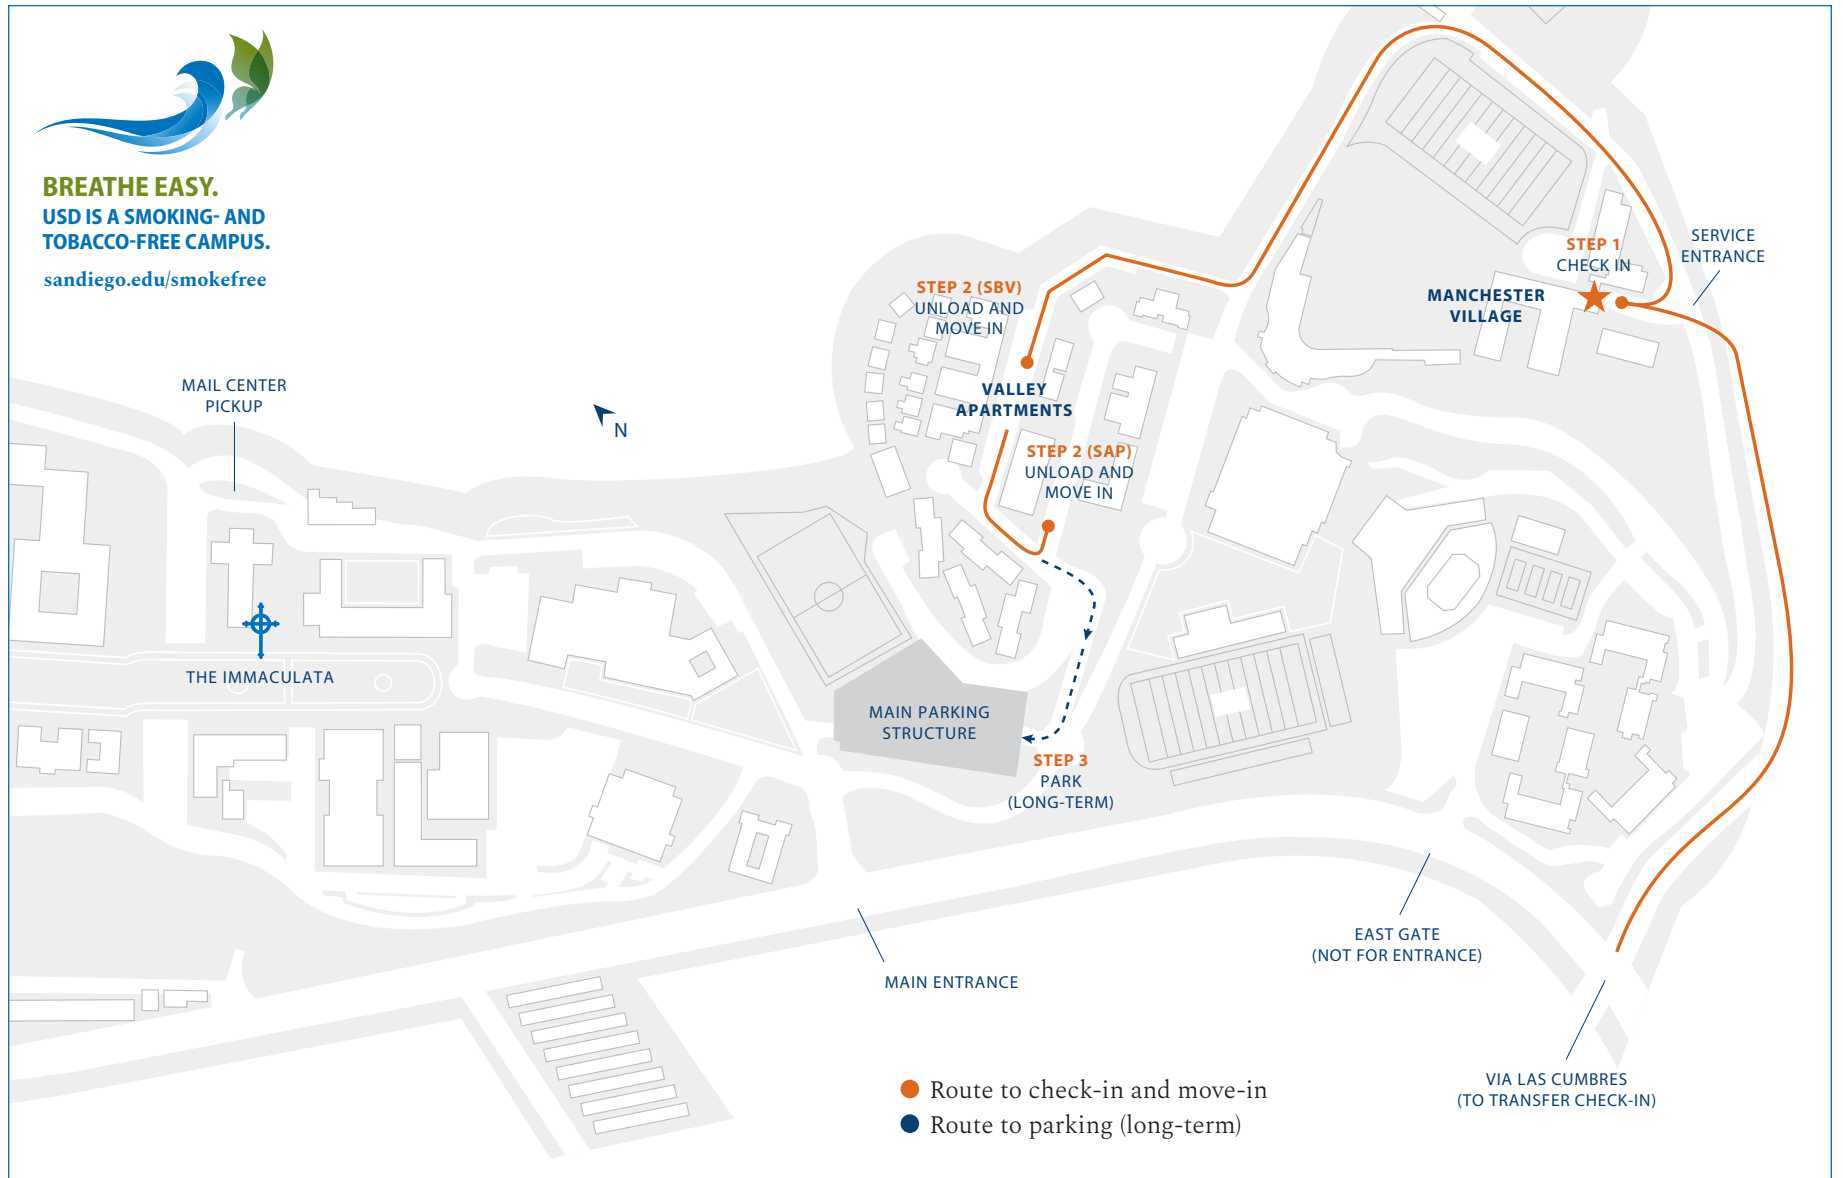 BREATHE EASY.
USD IS A SMOKING- AND
TOBACCO-FREE CAMPUS.
sandiego.edu/smokefree
STEP 1
CHECK IN
SERVICE
ENTRANCE
MANCHESTER
VILLAGE
STEP 2 (SBV)
UNLOAD AND
MOVE IN
VALLEY
APARTMENTS
MAIL CENTER
PICKUP
N
STEP 2 (SAP)
UNLOAD AND
MOVE IN
THE IMMACULATA
MAIN PARKING
STRUCTURE
STEP 3
PARK
(LONG-TERM)
EAST GATE
(NOT FOR ENTRANCE)
MAIN ENTRANCE
VIA LAS CUMBRES
(TO TRANSFER CHECK-IN)
Route to check-in and move-in
Route to parking (long-term)